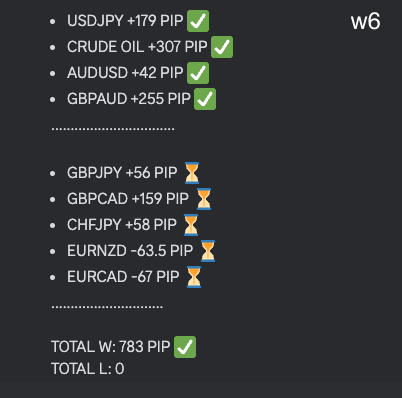 w6
• USDJPY +179 PIP ✅
• CRUDE OIL +307 PIP ✅
• AUDUSD +42 PIP ✅
• GBPAUD +255 PIP ✅
................................
• GBPJPY +56 PIP ⏳
• GBPCAD +159 PIP ⏳
• CHFJPY +58 PIP ⏳
• EURNZD -63.5 PIP ⏳
• EURCAD -67 PIP ⏳
.............................
TOTAL W: 783 PIP ✅
TOTAL L: 0